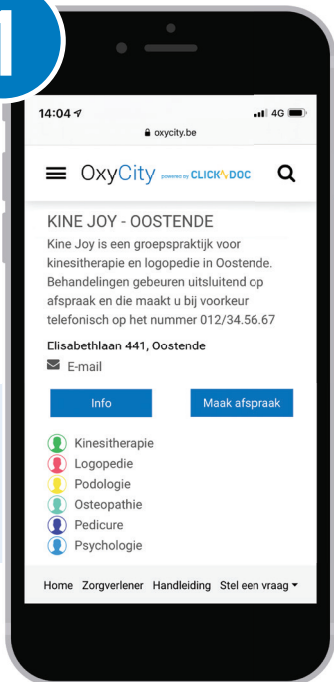 1
14:04 4G
oxycity.be
OxyCity powered by CLICKDOC
KINE JOY - OOSTENDE
Kine Joy is een groepspraktijk voor
kinesitherapie en logopedie in Oostende.
Behandelingen gebeuren uitsluitend op
afspraak en die maakt u bij voorkeur
telefonisch op het nummer 012/34.56.67
Elisabethlaan 441, Oostende
E-mail
Info Maak afspraak
Kinesitherapie
Logopedie
Podologie
Osteopathie
Pedicure
Psychologie
Home Zorgverlener Handleiding Stel een vraag